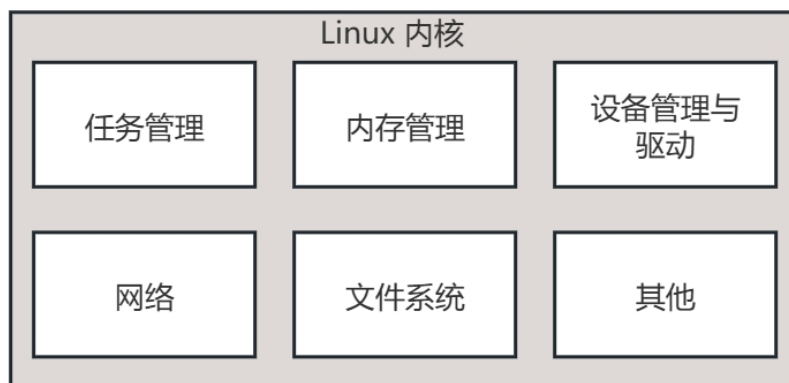 Linux 内核
任务管理
内存管理
设备管理与
驱动
网络
文件系统
其他